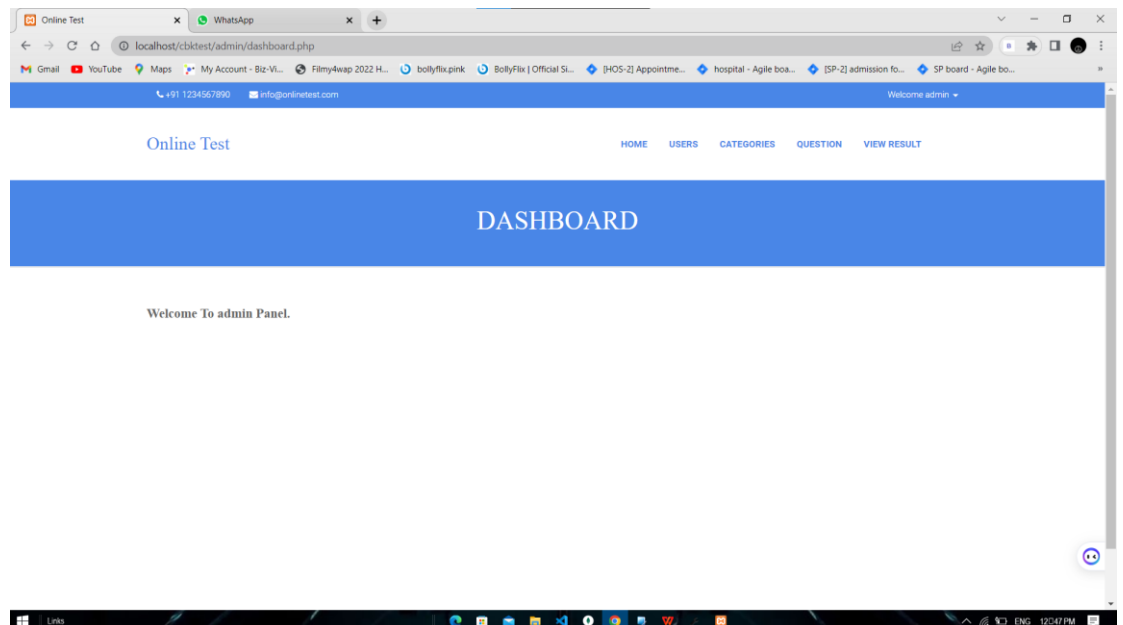 Online Test
WhatsApp
localhost/cbktest/admin/dashboard.php
Gmail YouTube Maps My Account - Biz-Vi... Filmy4wap 2022 H... bollyflix.pink BollyFlix | Official Si... [HOS-2] Appointme... hospital - Agile boa... [SP-2] admission fo... SP board - Agile bo... »
+91 1234567890 info@onlinetest.com Welcome admin
Online Test HOME USERS CATEGORIES QUESTION VIEW RESULT
DASHBOARD
Welcome To admin Panel.
Links ENG 12:47 PM